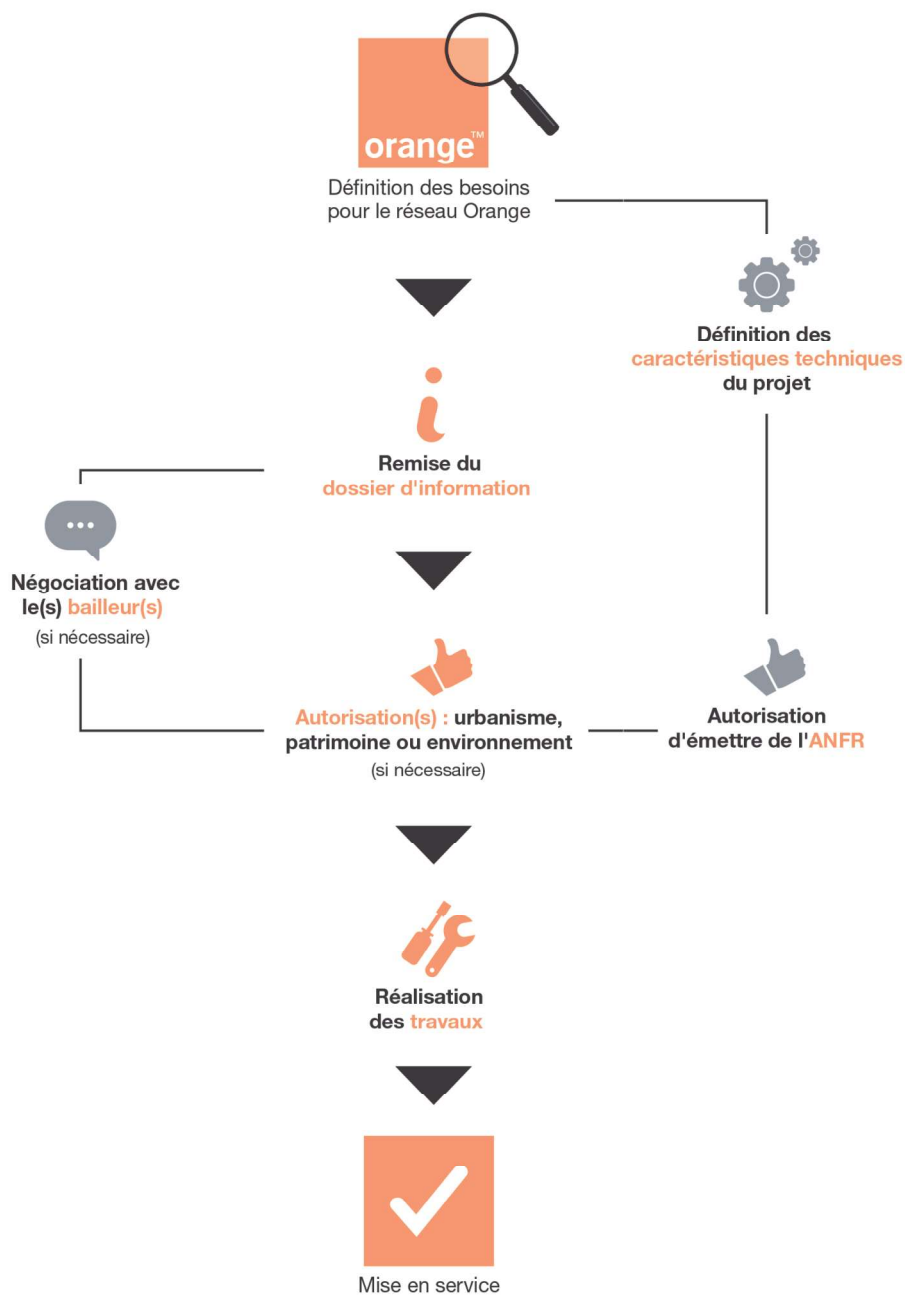 orange™
Définition des besoins
pour le réseau Orange
Définition des
caractéristiques techniques
du projet
Remise du
dossier d'information
Négociation avec
le(s) bailleur(s)
(si nécessaire)
Autorisation(s) : urbanisme,
patrimoine ou environnement
(si nécessaire)
Autorisation
d'émettre de l'ANFR
Réalisation
des travaux
Mise en service